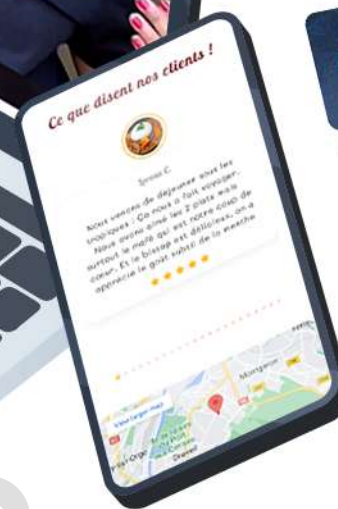 Ce que disent nos clients !
Nous venons de déjeuner sous les
tropiques : Ça nous a fait voyager.
Nous avons aimé les 2 plats mais
surtout le mafé qui est notre coup de
cœur. Et le bissap est délicieux, on a
apprécié le goût subtil de la menthe
View larger map
Montgeron
Draveil